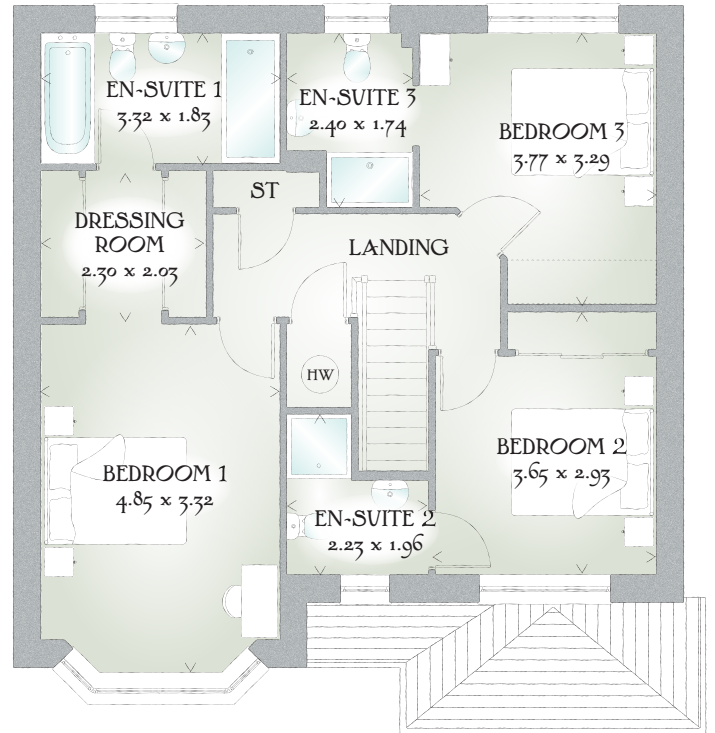 EN-SUITE 1
3.32 x 1.83
EN-SUITE 3
2.40 x 1.74
BEDROOM 3
3.77 x 3.29
ST
DRESSING
ROOM
2.30 x 2.03
LANDING
HW
BEDROOM 1
4.85 x 3.32
BEDROOM 2
3.65 x 2.93
EN-SUITE 2
2.23 x 1.96